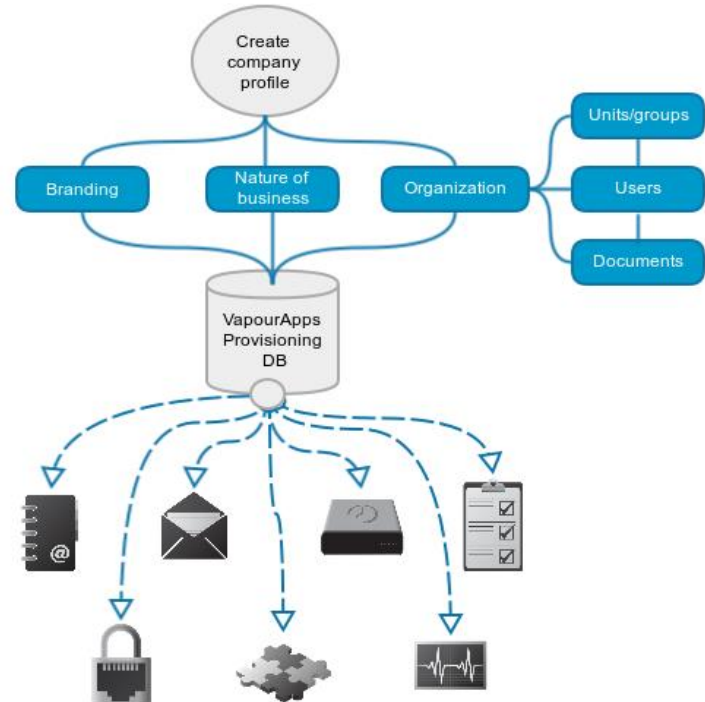 Create
company
profile
Units/groups
Branding
Nature of
business
Organization
Users
Documents
VapourApps
Provisioning
DB
@